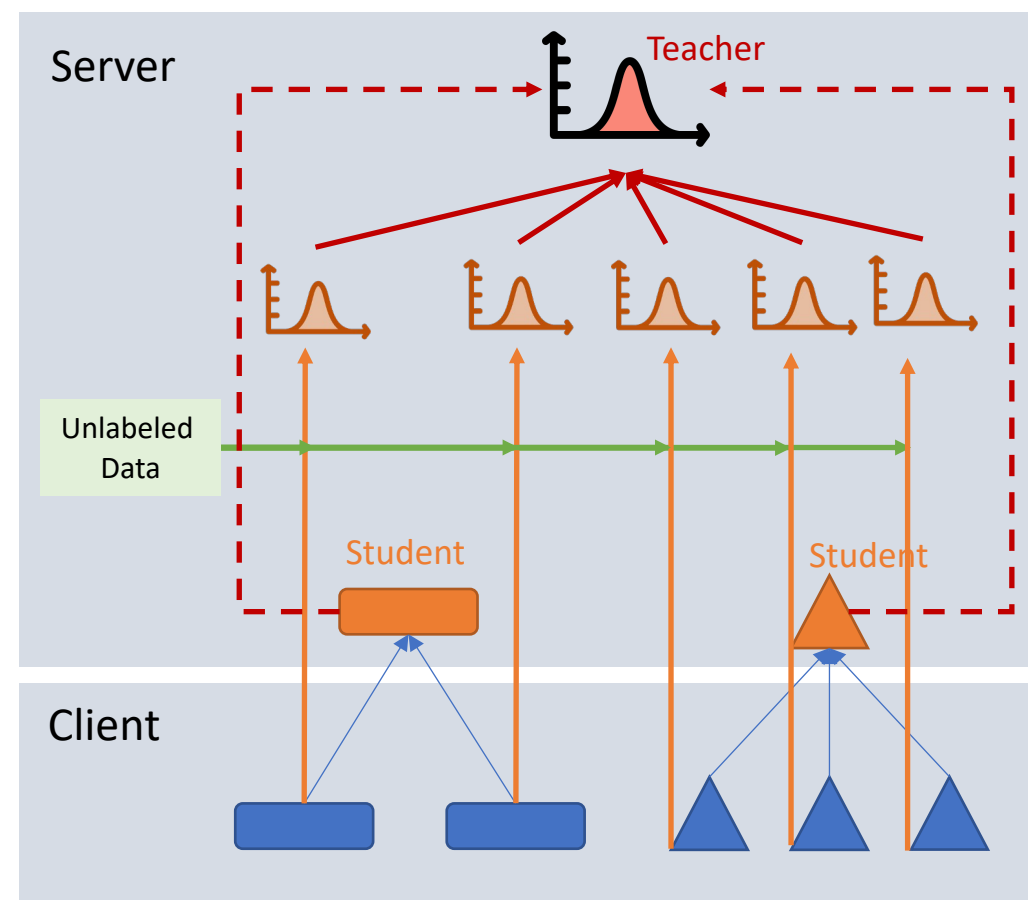 Server
Teacher
Unlabeled
Data
Student
Student
Client